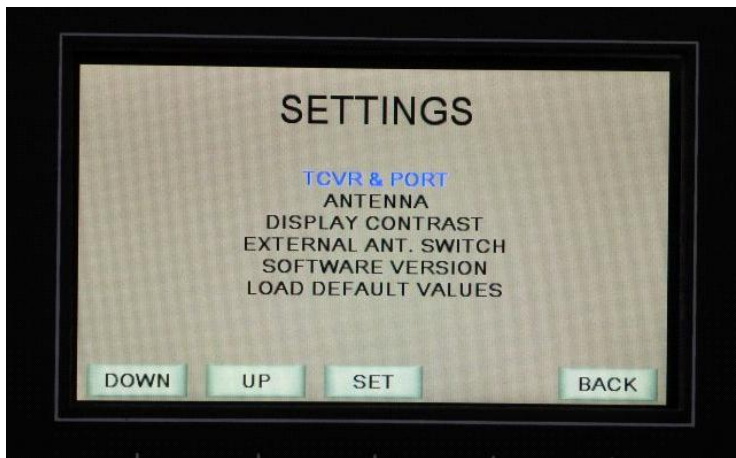 SETTINGS
TCVR & PORT
ANTENNA
DISPLAY CONTRAST
EXTERNAL ANT. SWITCH
SOFTWARE VERSION
LOAD DEFAULT VALUES
DOWN UP SET BACK